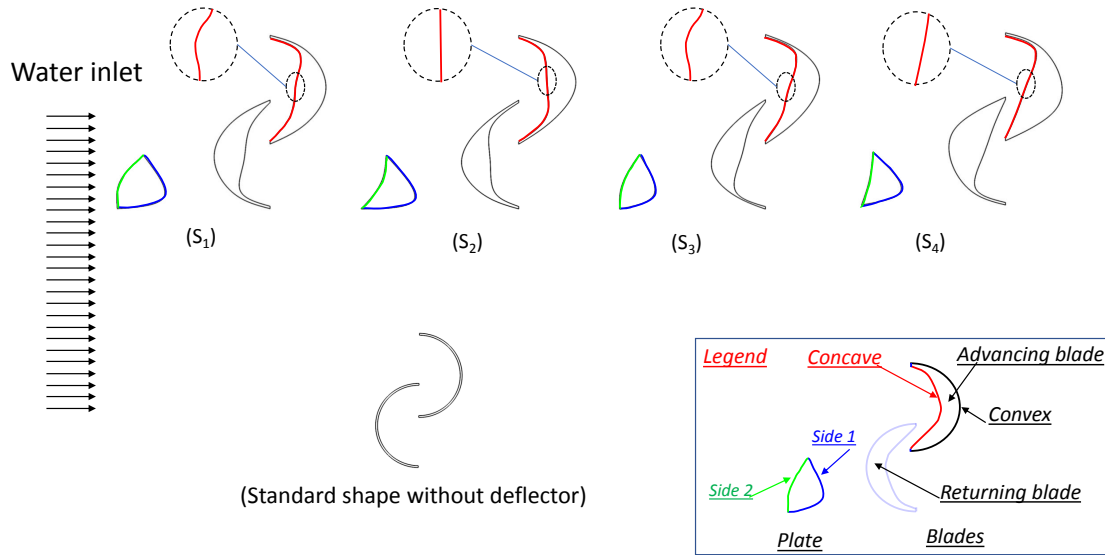 Water inlet
(S₁)
(S₂)
(S₃)
(S₄)
(Standard shape without deflector)
Legend
Concave
Advancing blade
Convex
Side 1
Side 2
Returning blade
Plate
Blades